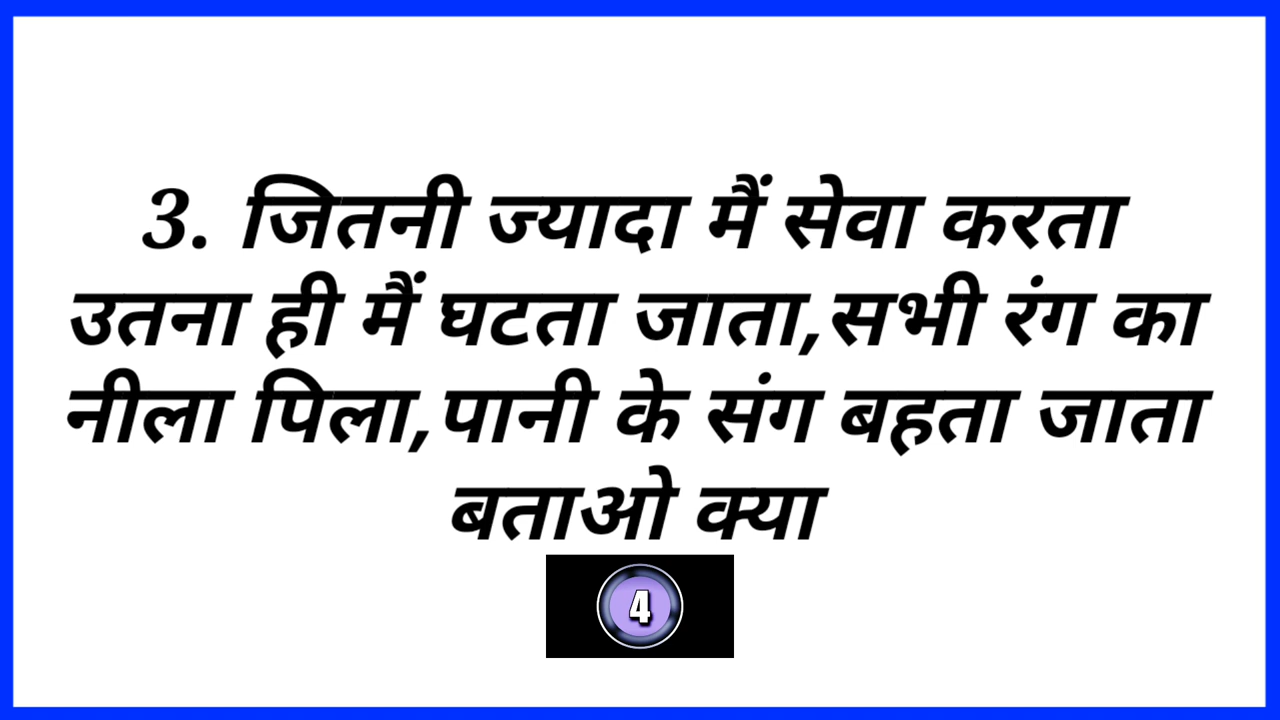 3. जितनी ज्यादा मैं सेवा करता
उतना ही मैं घटता जाता,सभी रंग का
नीला पिला,पानी के संग बहता जाता
बताओ क्या
4